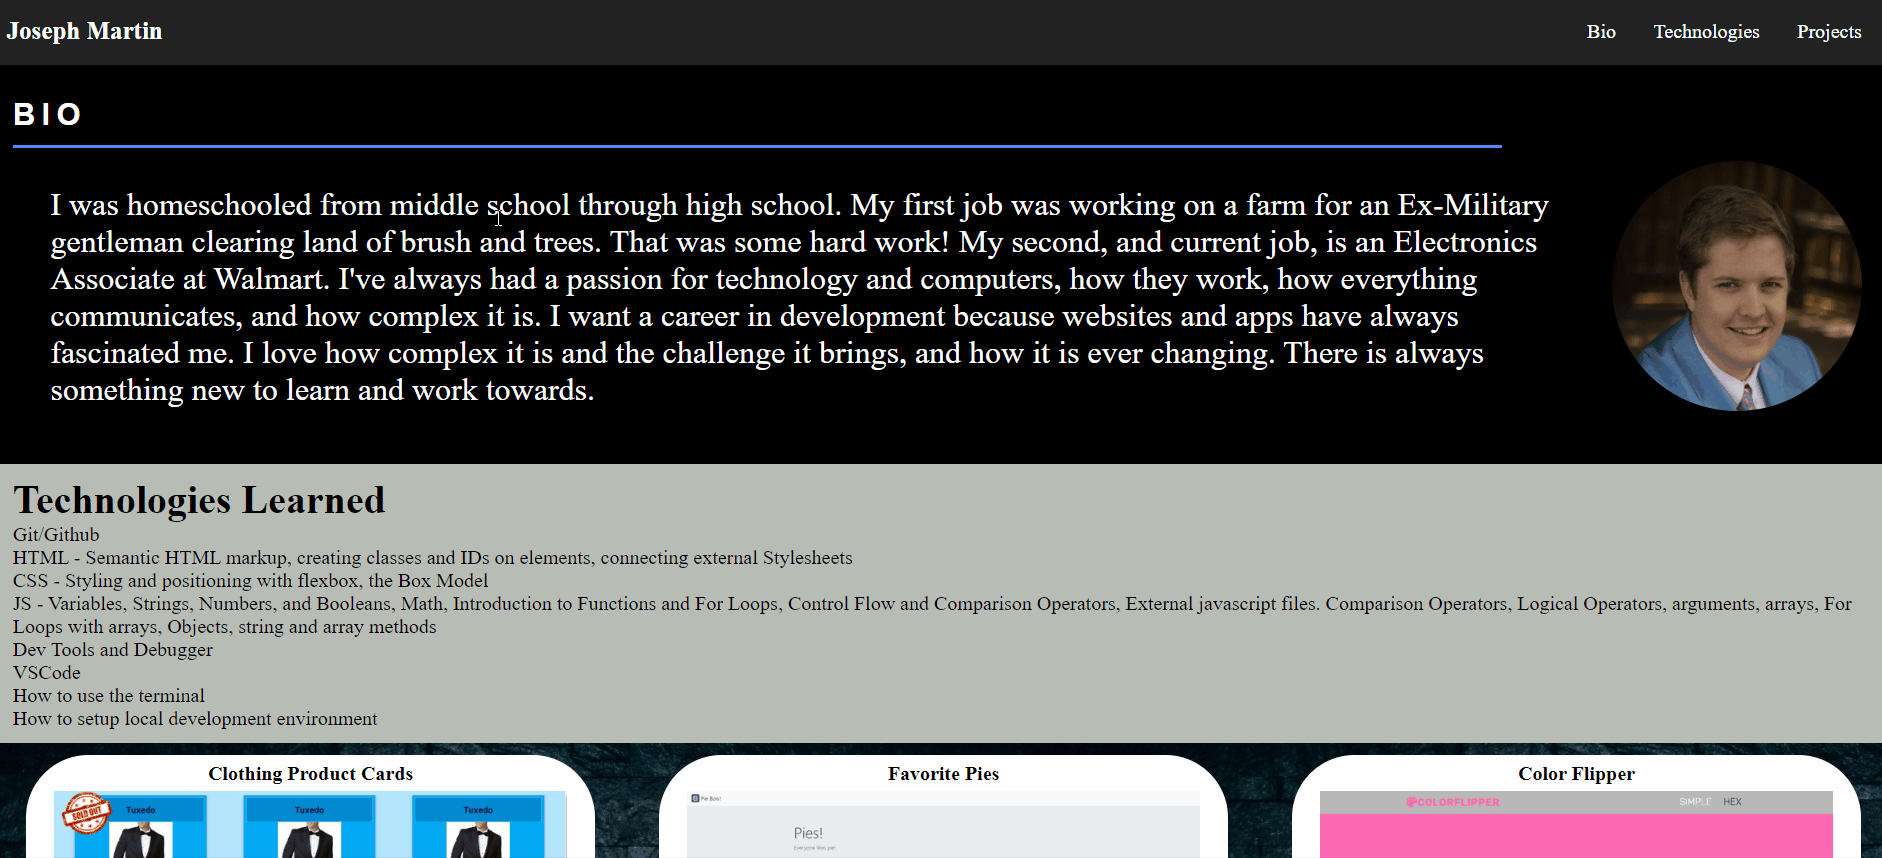 Joseph Martin
Bio Technologies Projects
BIO
I was homeschooled from middle school through high school. My first job was working on a farm for an Ex-Military
gentleman clearing land of brush and trees. That was some hard work! My second, and current job, is an Electronics
Associate at Walmart. I've always had a passion for technology and computers, how they work, how everything
communicates, and how complex it is. I want a career in development because websites and apps have always
fascinated me. I love how complex it is and the challenge it brings, and how it is ever changing. There is always
something new to learn and work towards.
Technologies Learned
Git/Github
HTML - Semantic HTML markup, creating classes and IDs on elements, connecting external Stylesheets
CSS - Styling and positioning with flexbox, the Box Model
JS - Variables, Strings, Numbers, and Booleans, Math, Introduction to Functions and For Loops, Control Flow and Comparison Operators, External javascript files. Comparison Operators, Logical Operators, arguments, arrays, For
Loops with arrays, Objects, string and array methods
Dev Tools and Debugger
VSCode
How to use the terminal
How to setup local development environment
Clothing Product Cards
SOLD OUT
Tuxedo
Tuxedo
Tuxedo
Favorite Pies
Pie Box!
Pies!
Everyone likes pie!
Color Flipper
COLORFLIPPER
SIMPLE HEX